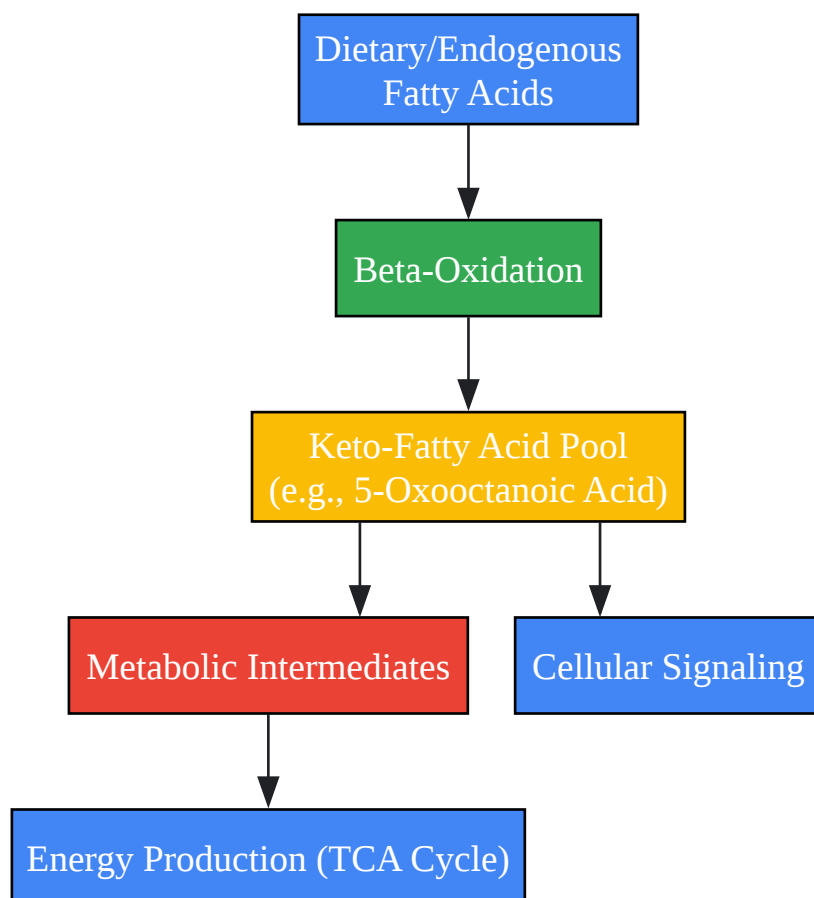 Dietary/Endogenous
Fatty Acids
Beta-Oxidation
Keto-Fatty Acid Pool
(e.g., 5-Oxooctanoic Acid)
Metabolic Intermediates
Cellular Signaling
Energy Production (TCA Cycle)